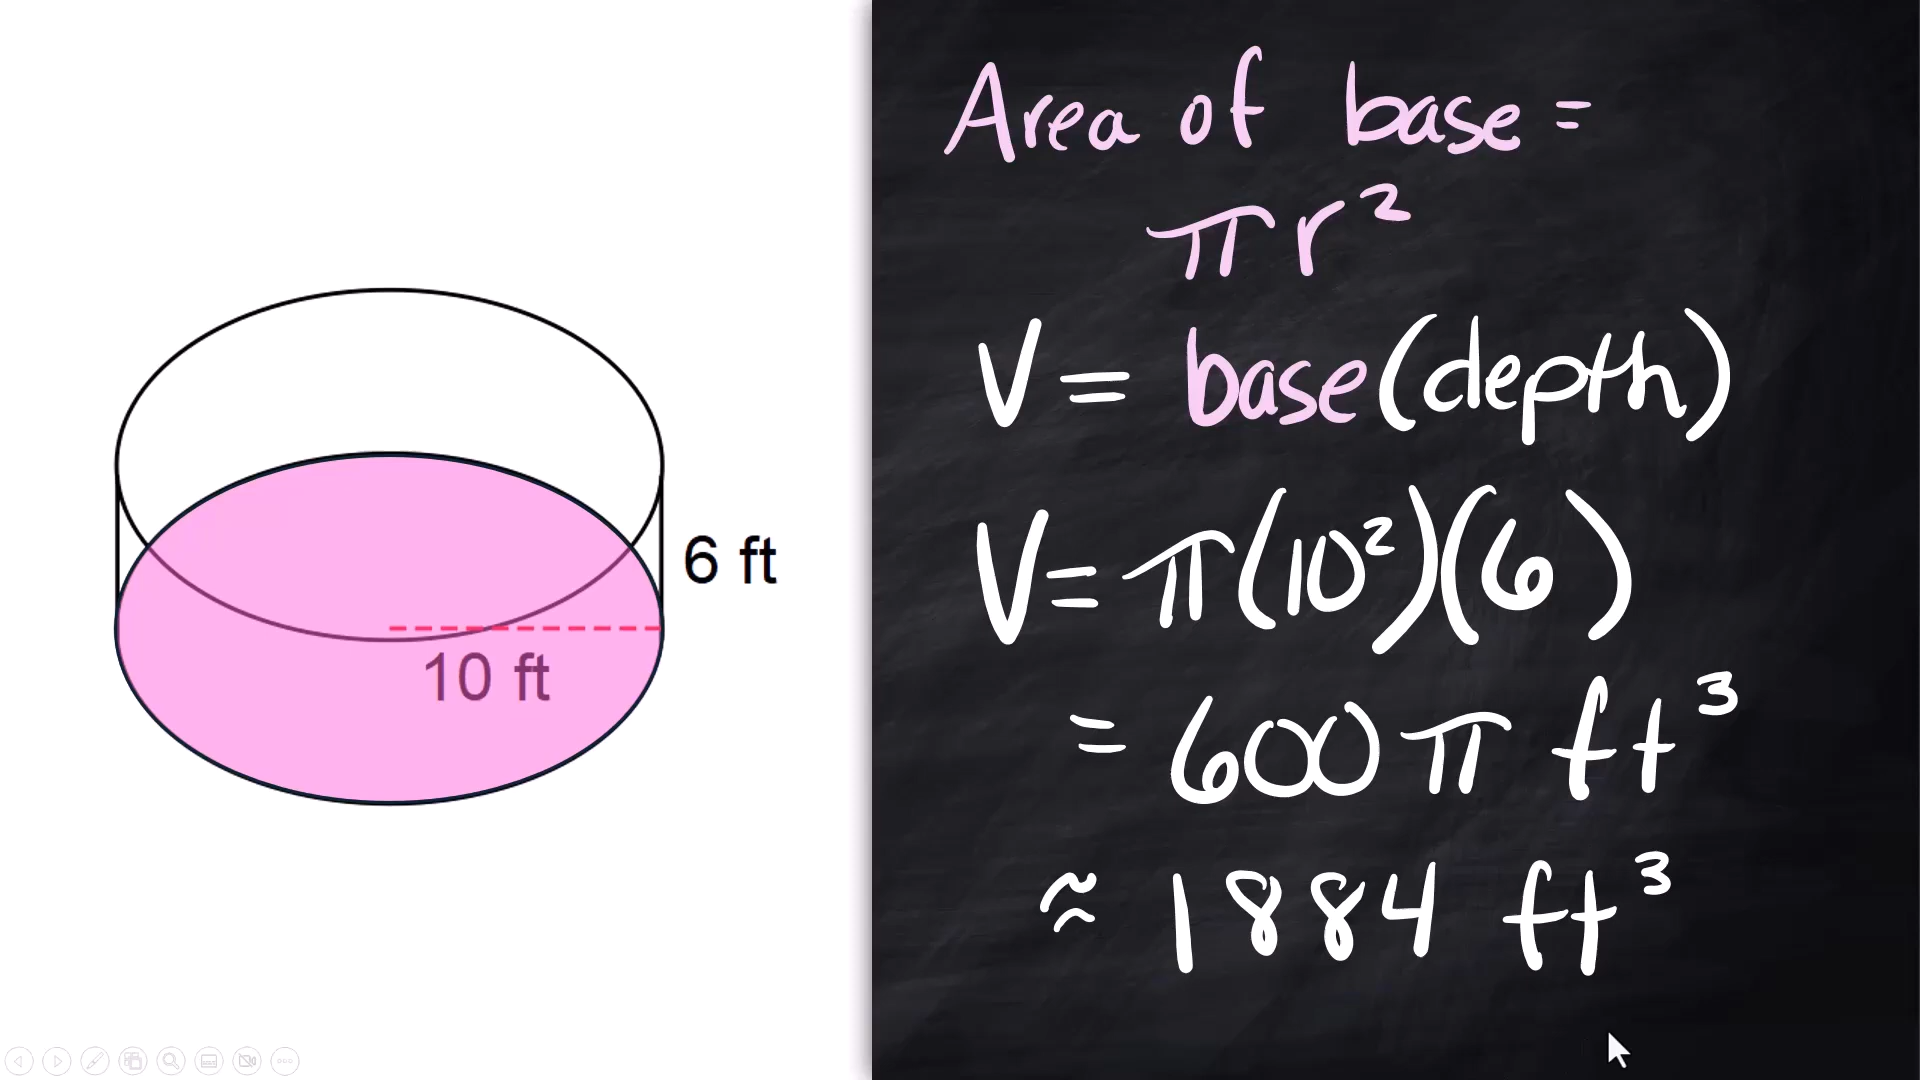 6 ft
10 ft
Area of base =
πr²
V = base(depth)
V = π(10²)(6)
= 600π ft³
≈ 1884 ft³